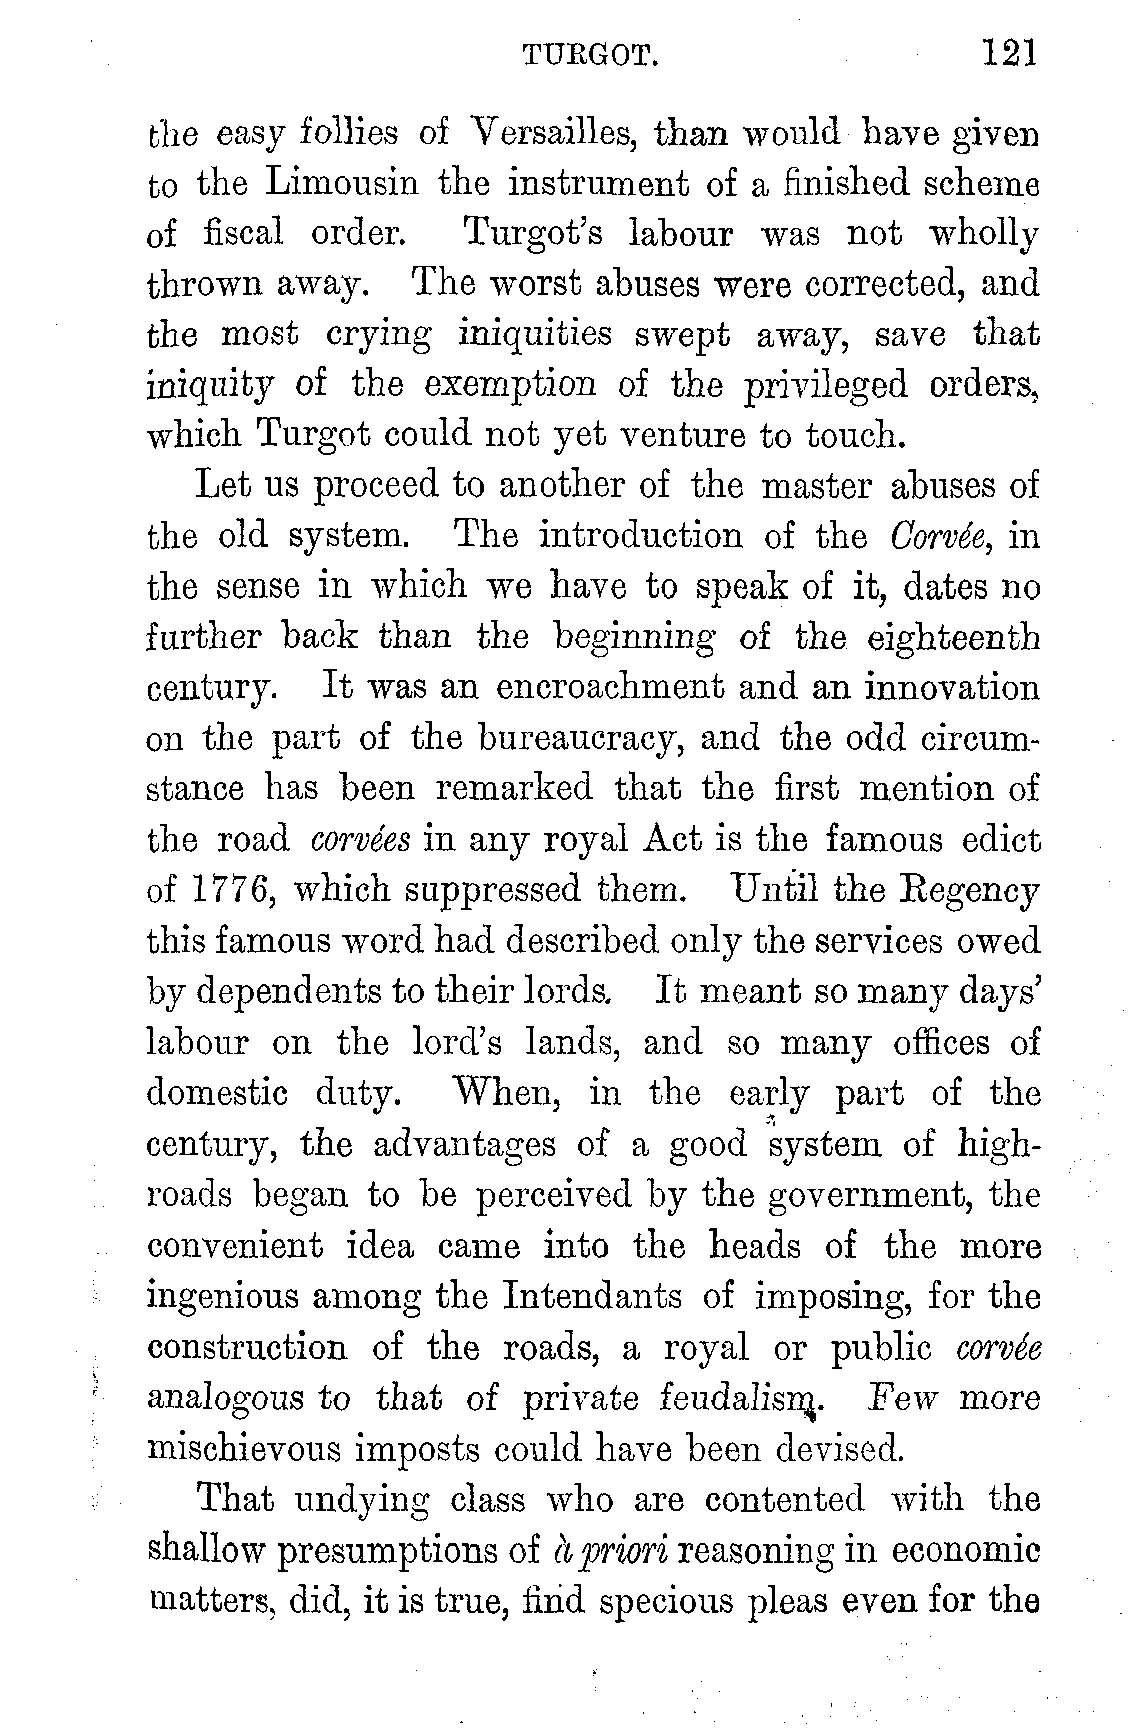 TURGOT. 121
the easy follies of Versailles, than would have given
to the Limousin the instrument of a finished scheme
of fiscal order. Turgot's labour was not wholly
thrown away. The worst abuses were corrected, and
the most crying iniquities swept away, save that
iniquity of the exemption of the privileged orders,
which Turgot could not yet venture to touch.
Let us proceed to another of the master abuses of
the old system. The introduction of the Corvée, in
the sense in which we have to speak of it, dates no
further back than the beginning of the eighteenth
century. It was an encroachment and an innovation
on the part of the bureaucracy, and the odd circum-
stance has been remarked that the first mention of
the road corvées in any royal Act is the famous edict
of 1776, which suppressed them. Until the Regency
this famous word had described only the services owed
by dependents to their lords. It meant so many days'
labour on the lord's lands, and so many offices of
domestic duty. When, in the early part of the
century, the advantages of a good system of high-
roads began to be perceived by the government, the
convenient idea came into the heads of the more
ingenious among the Intendants of imposing, for the
construction of the roads, a royal or public corvée
analogous to that of private feudalism. Few more
mischievous imposts could have been devised.
That undying class who are contented with the
shallow presumptions of à priori reasoning in economic
matters, did, it is true, find specious pleas even for the